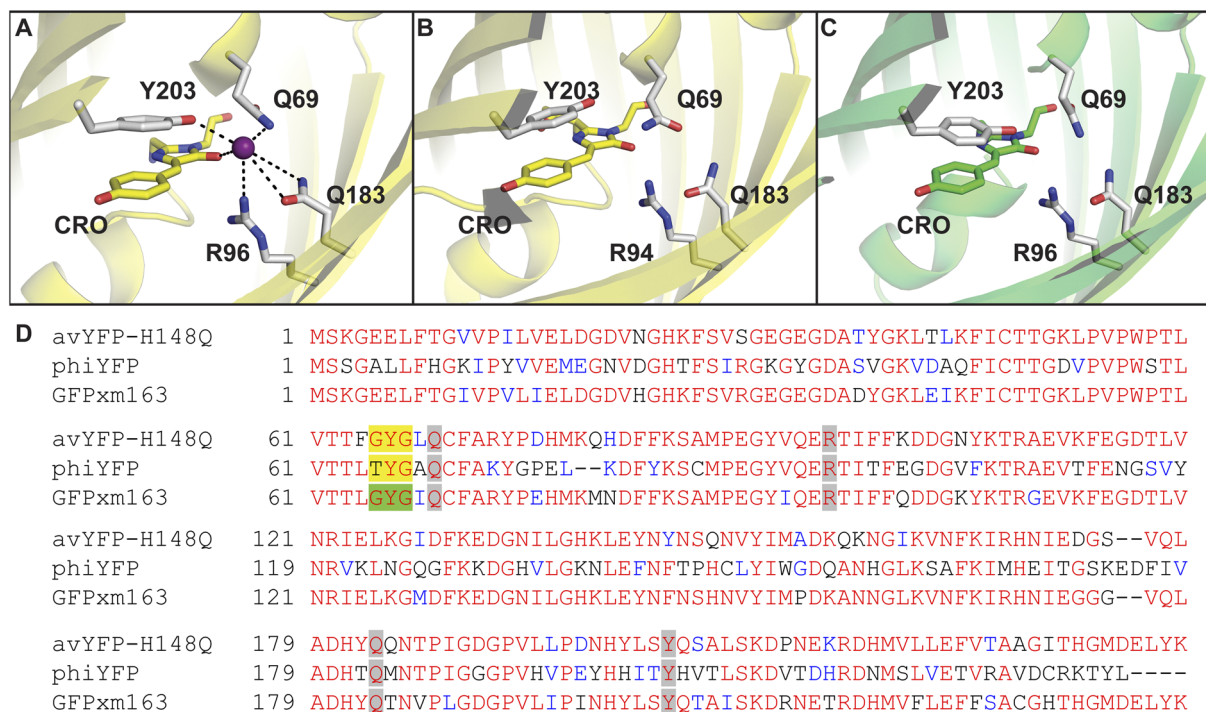 A
Y203
Q69
CRO
R96
Q183
B
Y203
Q69
CRO
R94
Q183
C
Y203
Q69
CRO
R96
Q183
D
avYFP-H148Q 1 MSKGEELFTGVVPILVELDGDVNGHKFSVSGEGEGDATYGKLTLKFICTTGKLPVPWPTL
phiYFP 1 MSSGALLFHGKIPYVVEMEGNVDGHTFSIRGKGYGDASVGKVDAQFICTTGDVPVPWSTL
GFPxm163 1 MSKGEELFTGIVPVLIELDGDVHGHKFSVRGEGEGDADYGKLEIKFICTTGKLPVPWPTL
avYFP-H148Q 61 VTTFGYGLQCFARYPDHMKQHDFFKSAMPEGYVQERTIFFKDDGNYKTRAEVKFEGDTLV
phiYFP 61 VTTLTYGAQCFAKYGPEL--KDFYKSCMPEGYVQERTITFEGDGVFKTRAEVTFENGSVY
GFPxm163 61 VTTLGYGIQCFARYPEHMKMNDFFKSAMPEGYIQERTIFFQDDGKYKTRGEVKFEGDTLV
avYFP-H148Q 121 NRIELKGIDFKEDGNILGHKLEYNYNSQNVYIMADKQKNGIKVNFKIRHNIEDGS--VQL
phiYFP 119 NRVKLNGQGFKKDGHVLGKNLEFNFTPHCLYIWGDQANHGLKSAFKIMHEITGSKEDFIV
GFPxm163 121 NRIELKGMDFKEDGNILGHKLEYNFNSHNVYIMPDKANNGLKVNFKIRHNIEGGG--VQL
avYFP-H148Q 179 ADHYQQNTPIGDGPVLLPDNHYLSYQSALSKDPNEKRDHMVLLEFVTAAGITHGMDELYK
phiYFP 179 ADHTQMNTPIGGGPVHVPEYHHITYHVTLSKDVTDHRDNMSLVETVRAVDCRKTYL----
GFPxm163 179 ADHYQTNVPLGDGPVLIPINHYLSYQTAISKDRNETRDHMVFLEFFSACGHTHGMDELYK